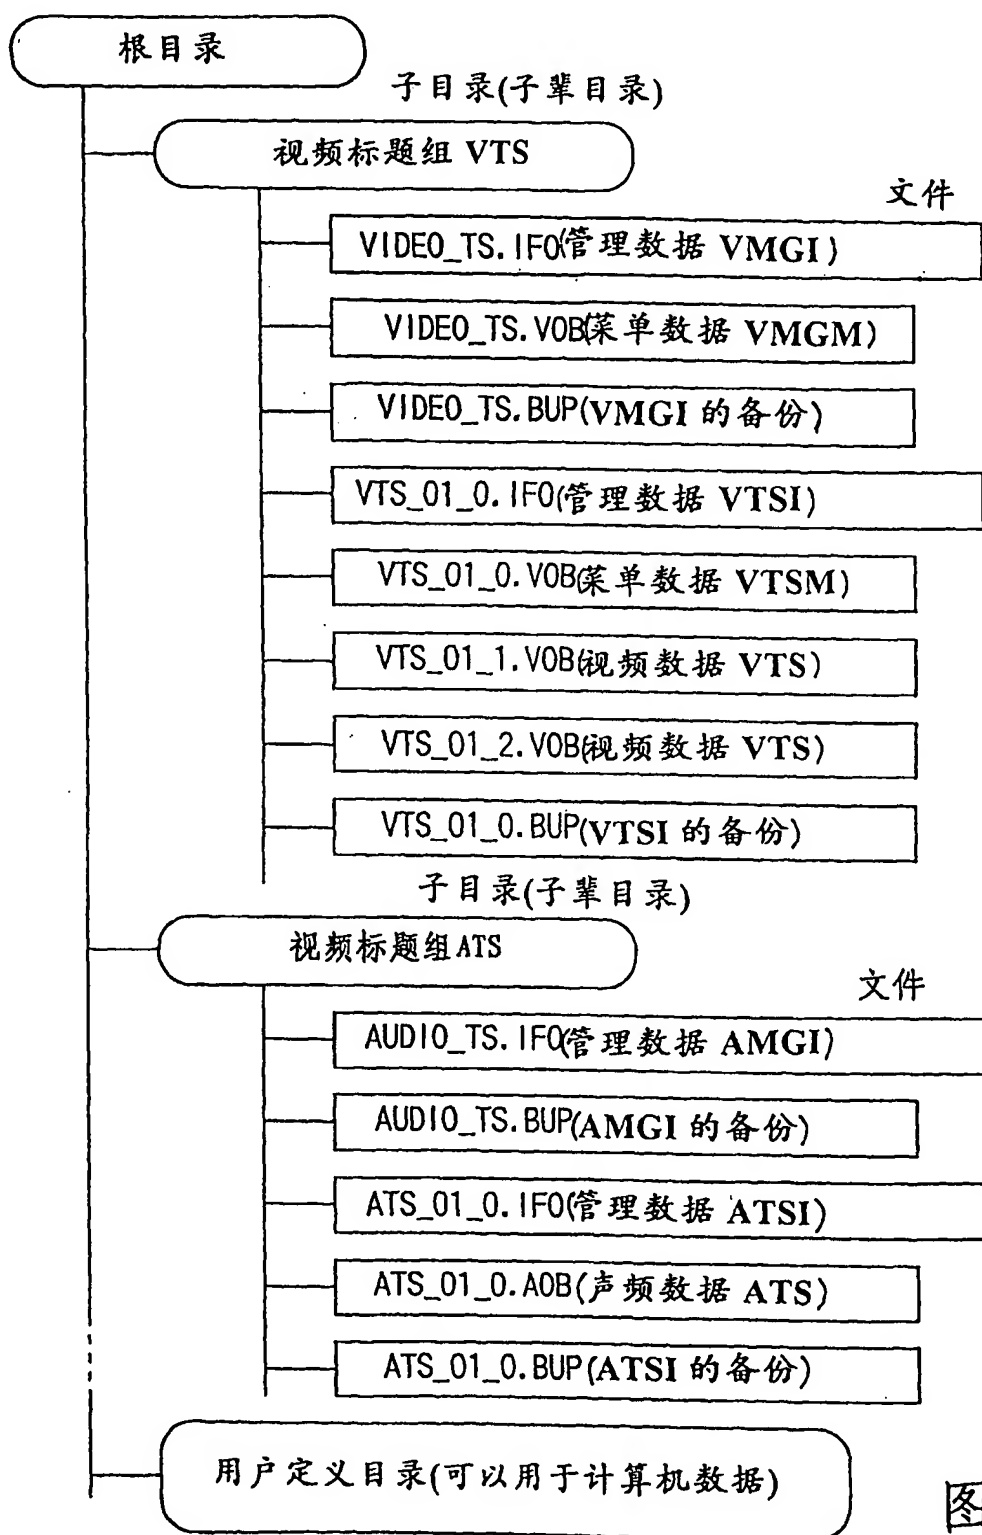 根目录
子目录(子辈目录)
视频标题组 VTS
文件
VIDEO_TS.IFO(管理数据 VMGI)
VIDEO_TS.VOB(菜单数据 VMGM)
VIDEO_TS.BUP(VMGI 的备份)
VTS_01_0.IFO(管理数据 VTSI)
VTS_01_0.VOB(菜单数据 VTSM)
VTS_01_1.VOB(视频数据 VTS)
VTS_01_2.VOB(视频数据 VTS)
VTS_01_0.BUP(VTSI 的备份)
子目录(子辈目录)
视频标题组ATS
文件
AUDIO_TS.IFO(管理数据 AMGI)
AUDIO_TS.BUP(AMGI 的备份)
ATS_01_0.IFO(管理数据 ATSI)
ATS_01_0.AOB(声频数据 ATS)
ATS_01_0.BUP(ATSI 的备份)
用户定义目录(可以用于计算机数据)
图